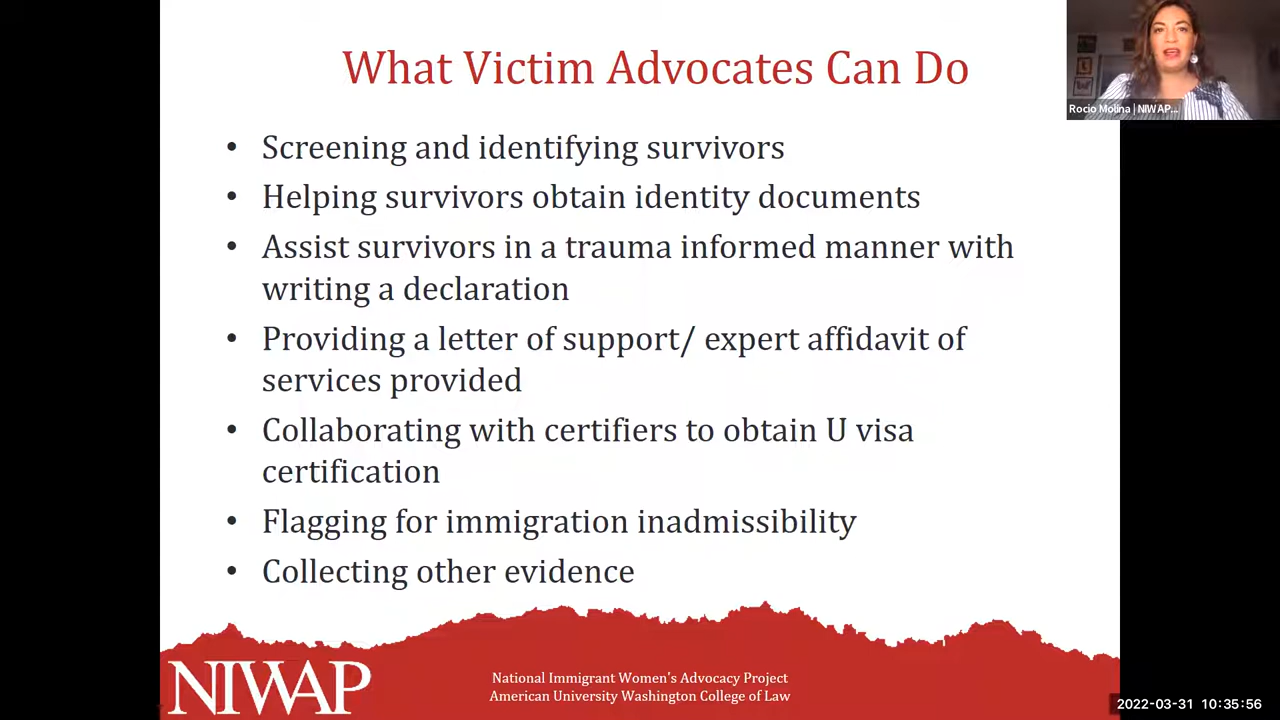 What Victim Advocates Can Do
Rocio Molina | NIWAP...
• Screening and identifying survivors
• Helping survivors obtain identity documents
• Assist survivors in a trauma informed manner with
writing a declaration
• Providing a letter of support/ expert affidavit of
services provided
• Collaborating with certifiers to obtain U visa
certification
• Flagging for immigration inadmissibility
• Collecting other evidence
NIWAP
National Immigrant Women's Advocacy Project
American University Washington College of Law
2022-03-31 10:35:56